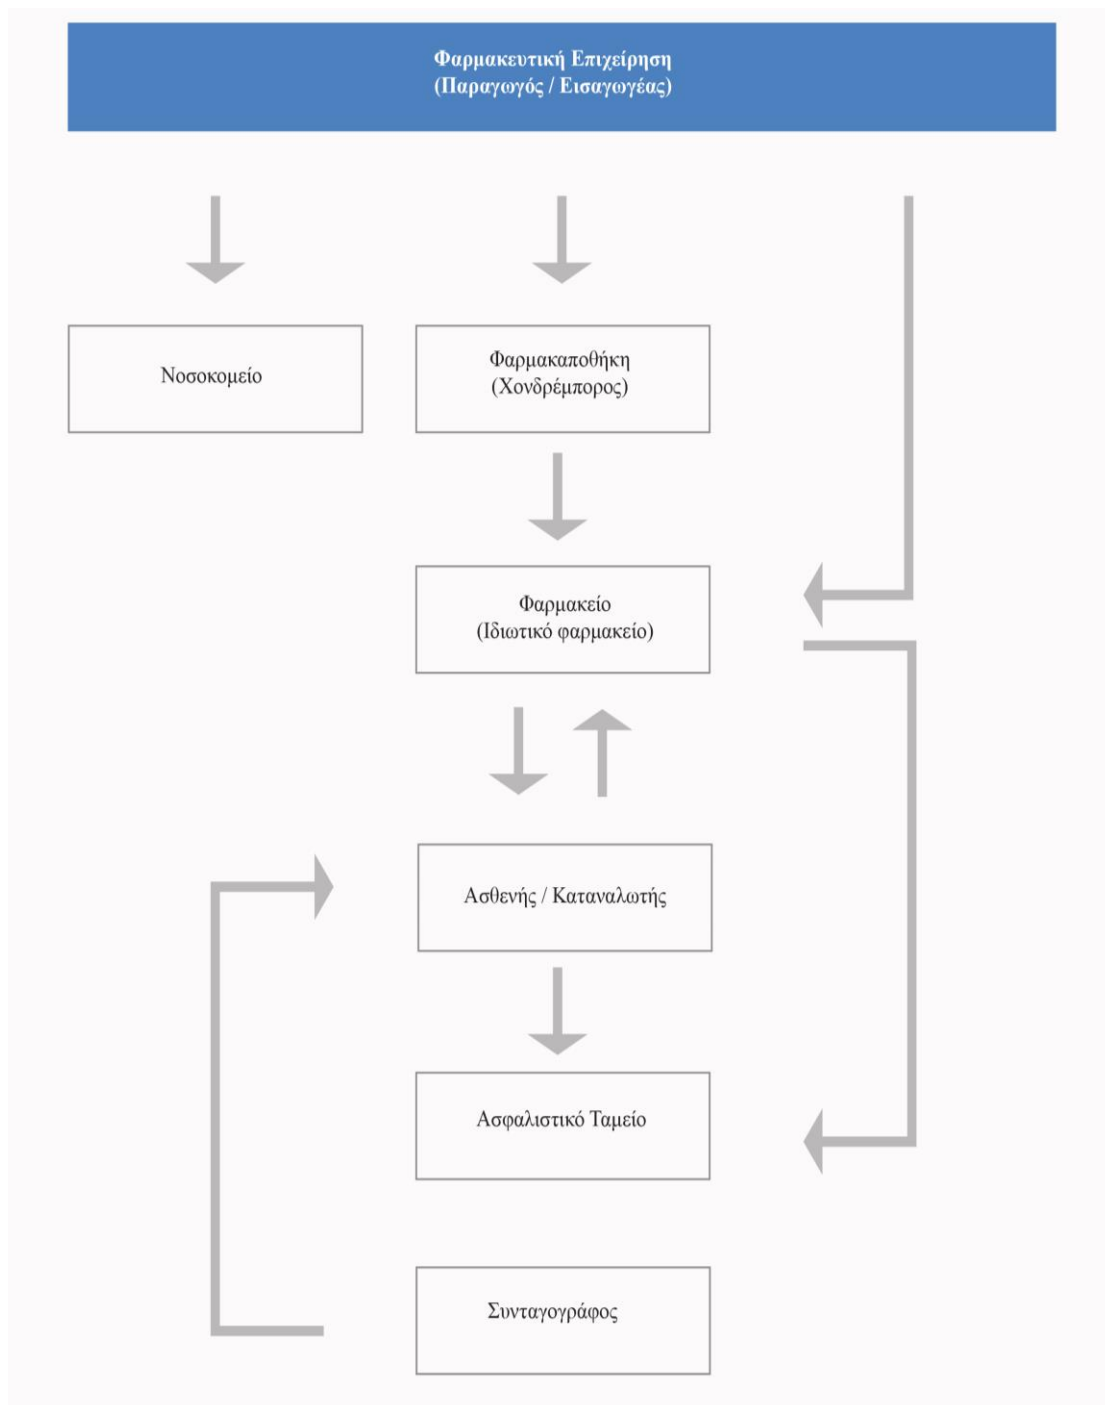 Φαρμακευτική Επιχείρηση
(Παραγωγός / Εισαγωγέας)
Νοσοκομείο
Φαρμακαποθήκη
(Χονδρέμπορος)
Φαρμακείο
(Ιδιωτικό φαρμακείο)
Ασθενής / Καταναλωτής
Ασφαλιστικό Ταμείο
Συνταγογράφος